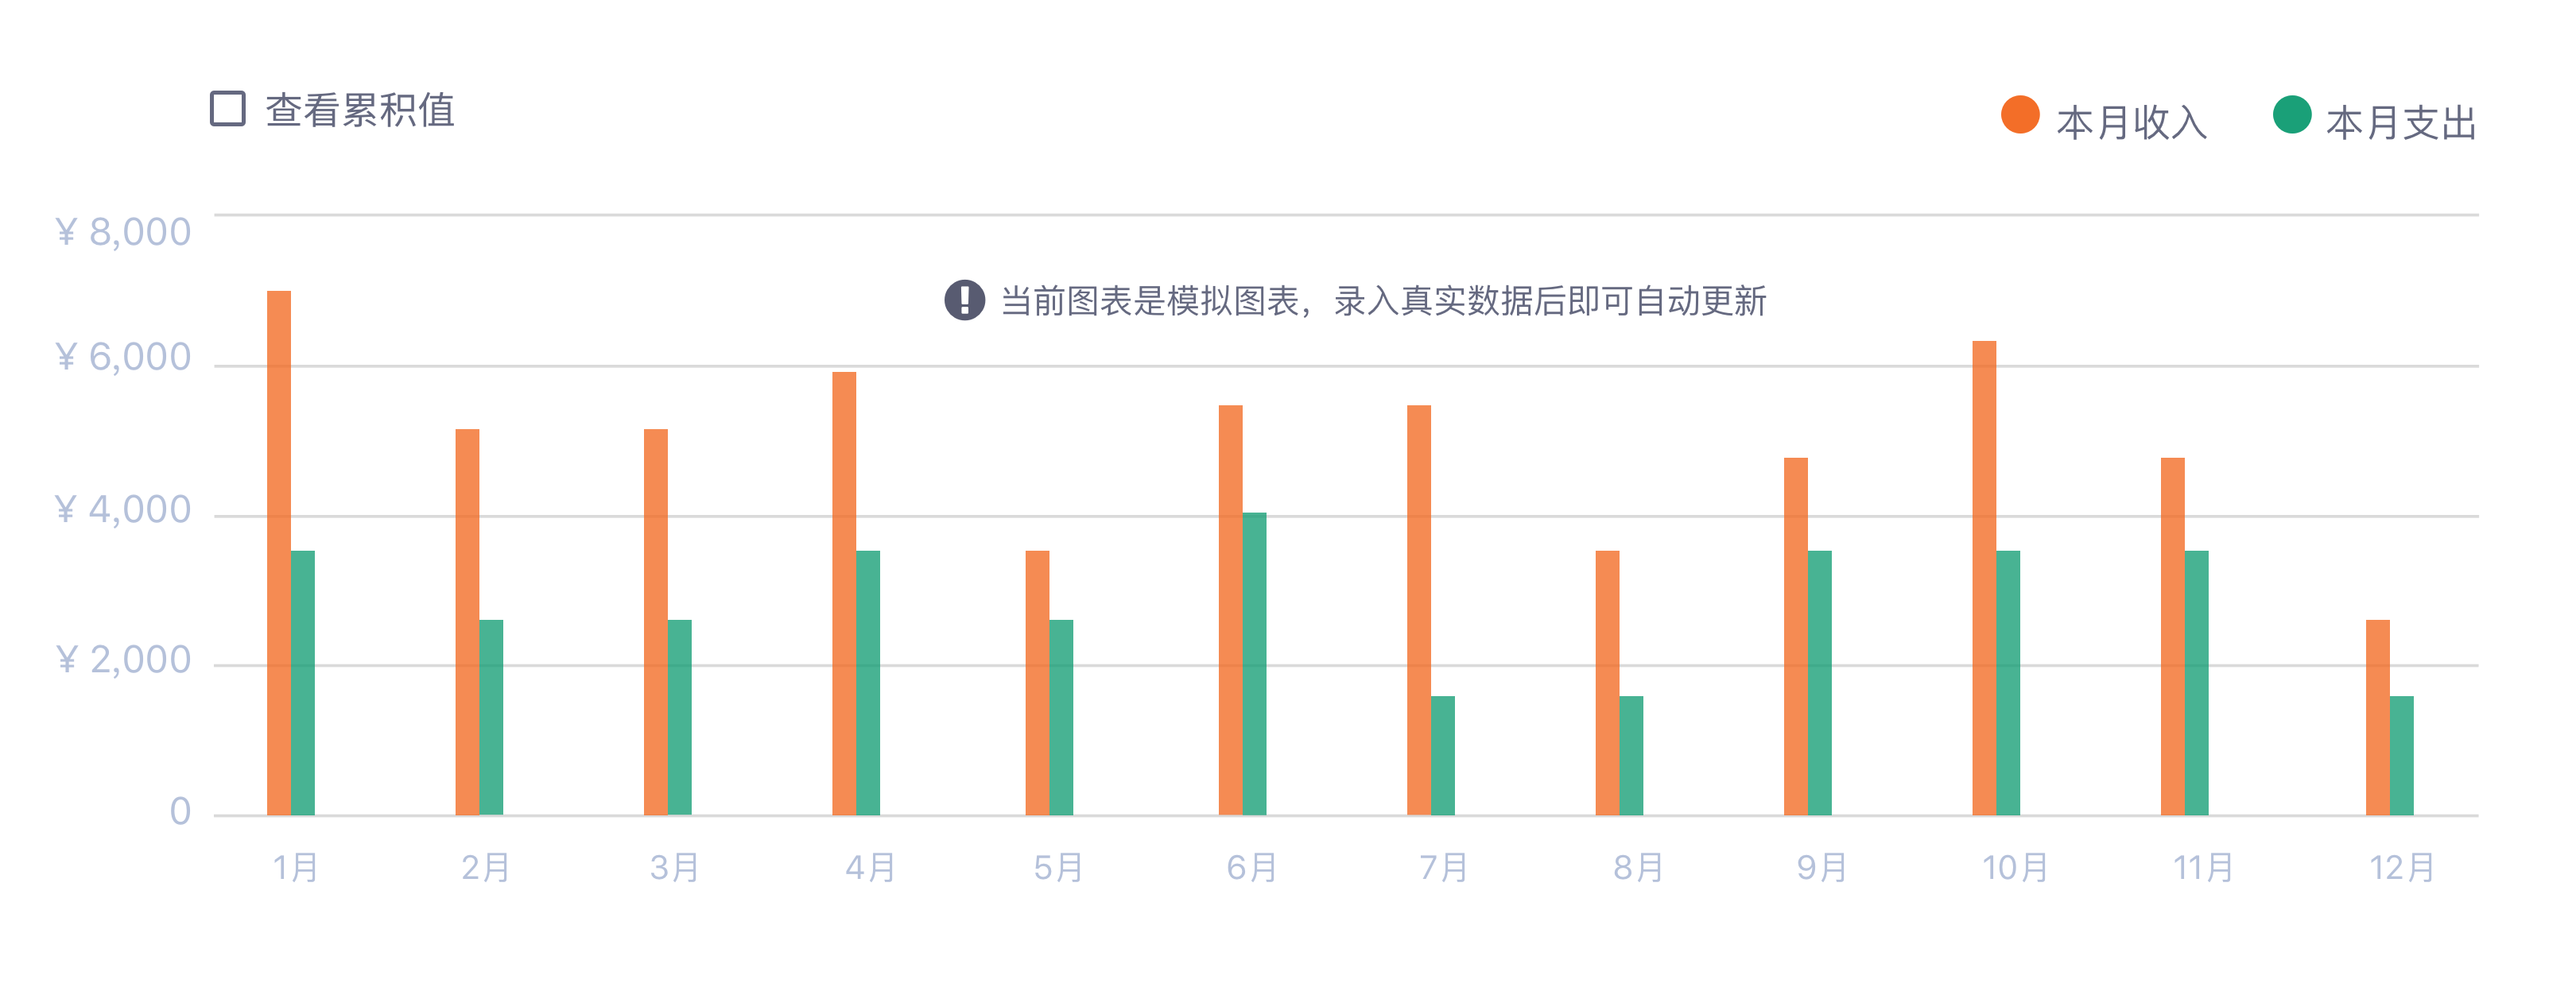 查看累积值
本月收入
本月支出
¥ 8,000
当前图表是模拟图表，录入真实数据后即可自动更新
¥ 6,000
¥ 4,000
¥ 2,000
0
1月 2月 3月 4月 5月 6月 7月 8月 9月 10月 11月 12月